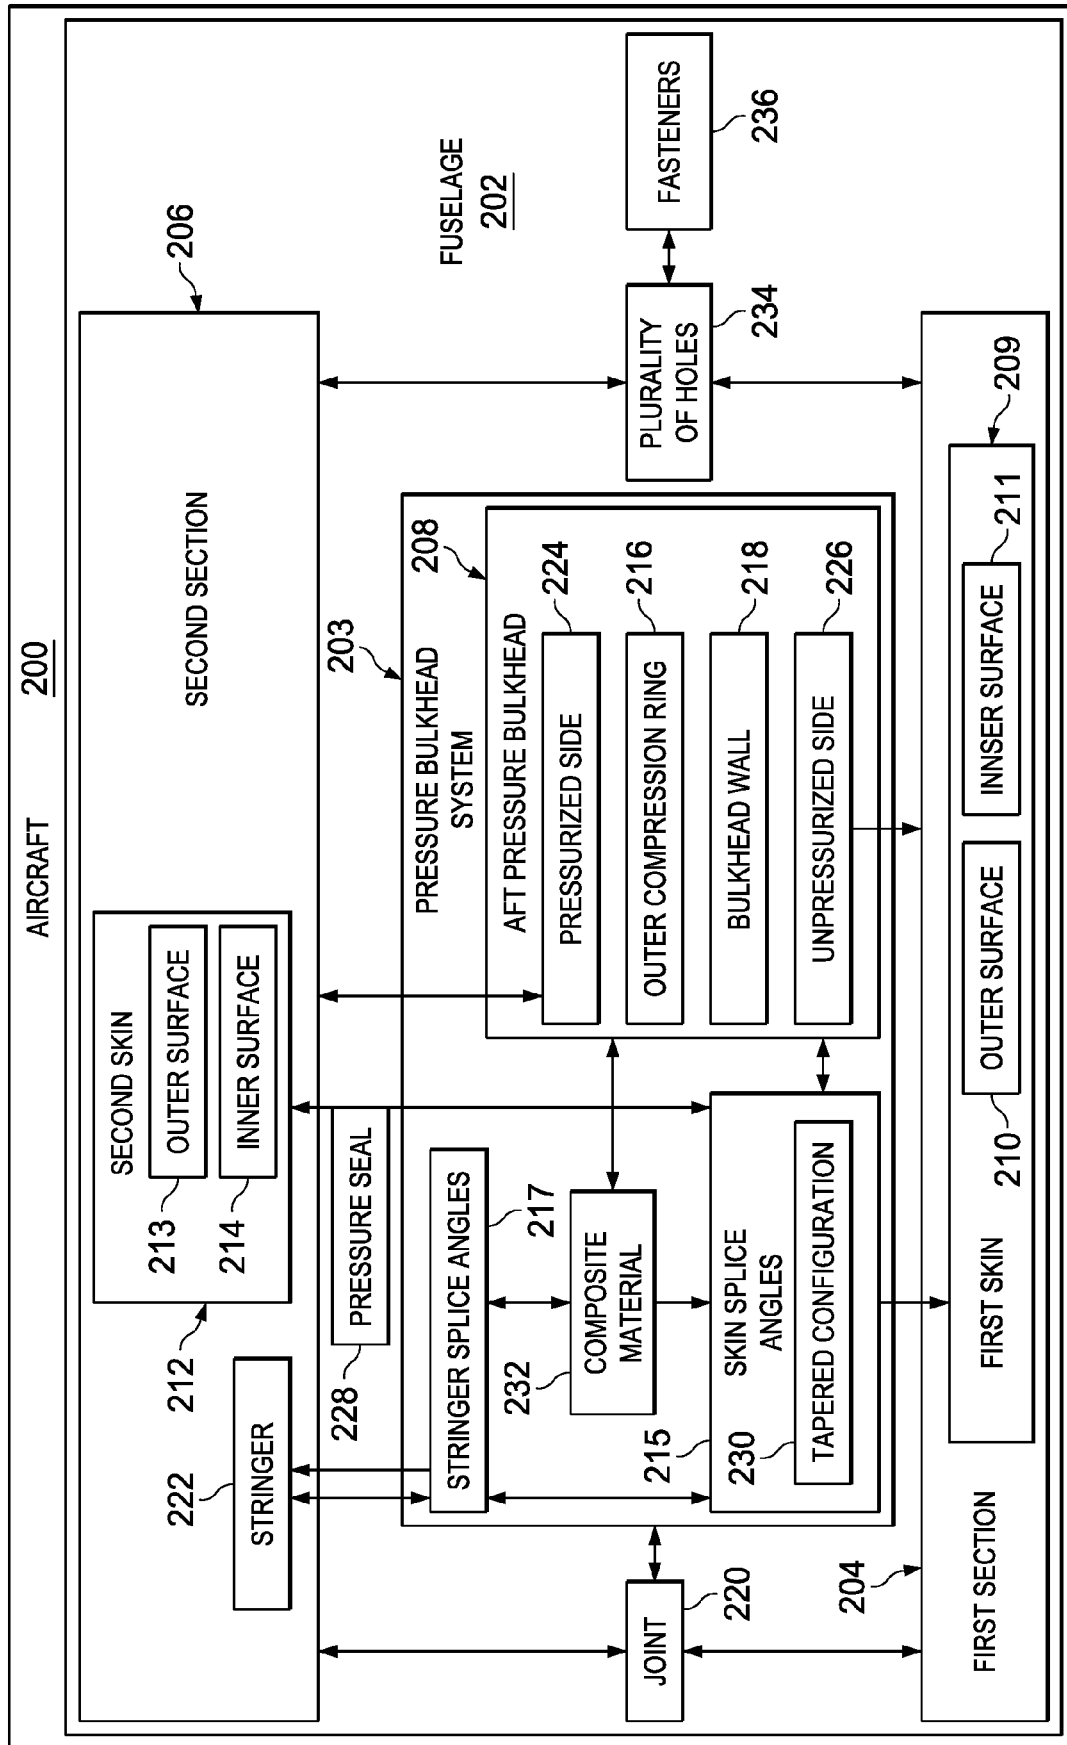 AIRCRAFT
200
FUSELAGE
202
SECOND SECTION
206
SECOND SKIN
OUTER SURFACE
INNER SURFACE
213
214
212
STRINGER
222
PRESSURE SEAL
228
PRESSURE BULKHEAD
SYSTEM
203
AFT PRESSURE BULKHEAD
208
PRESSURIZED SIDE
224
OUTER COMPRESSION RING
216
BULKHEAD WALL
218
UNPRESSURIZED SIDE
226
STRINGER SPLICE ANGLES
217
COMPOSITE
MATERIAL
232
SKIN SPLICE
ANGLES
215
TAPERED CONFIGURATION
230
JOINT
220
PLURALITY
OF HOLES
234
FASTENERS
236
FIRST SECTION
204
FIRST SKIN
209
OUTER SURFACE
210
INNSER SURFACE
211